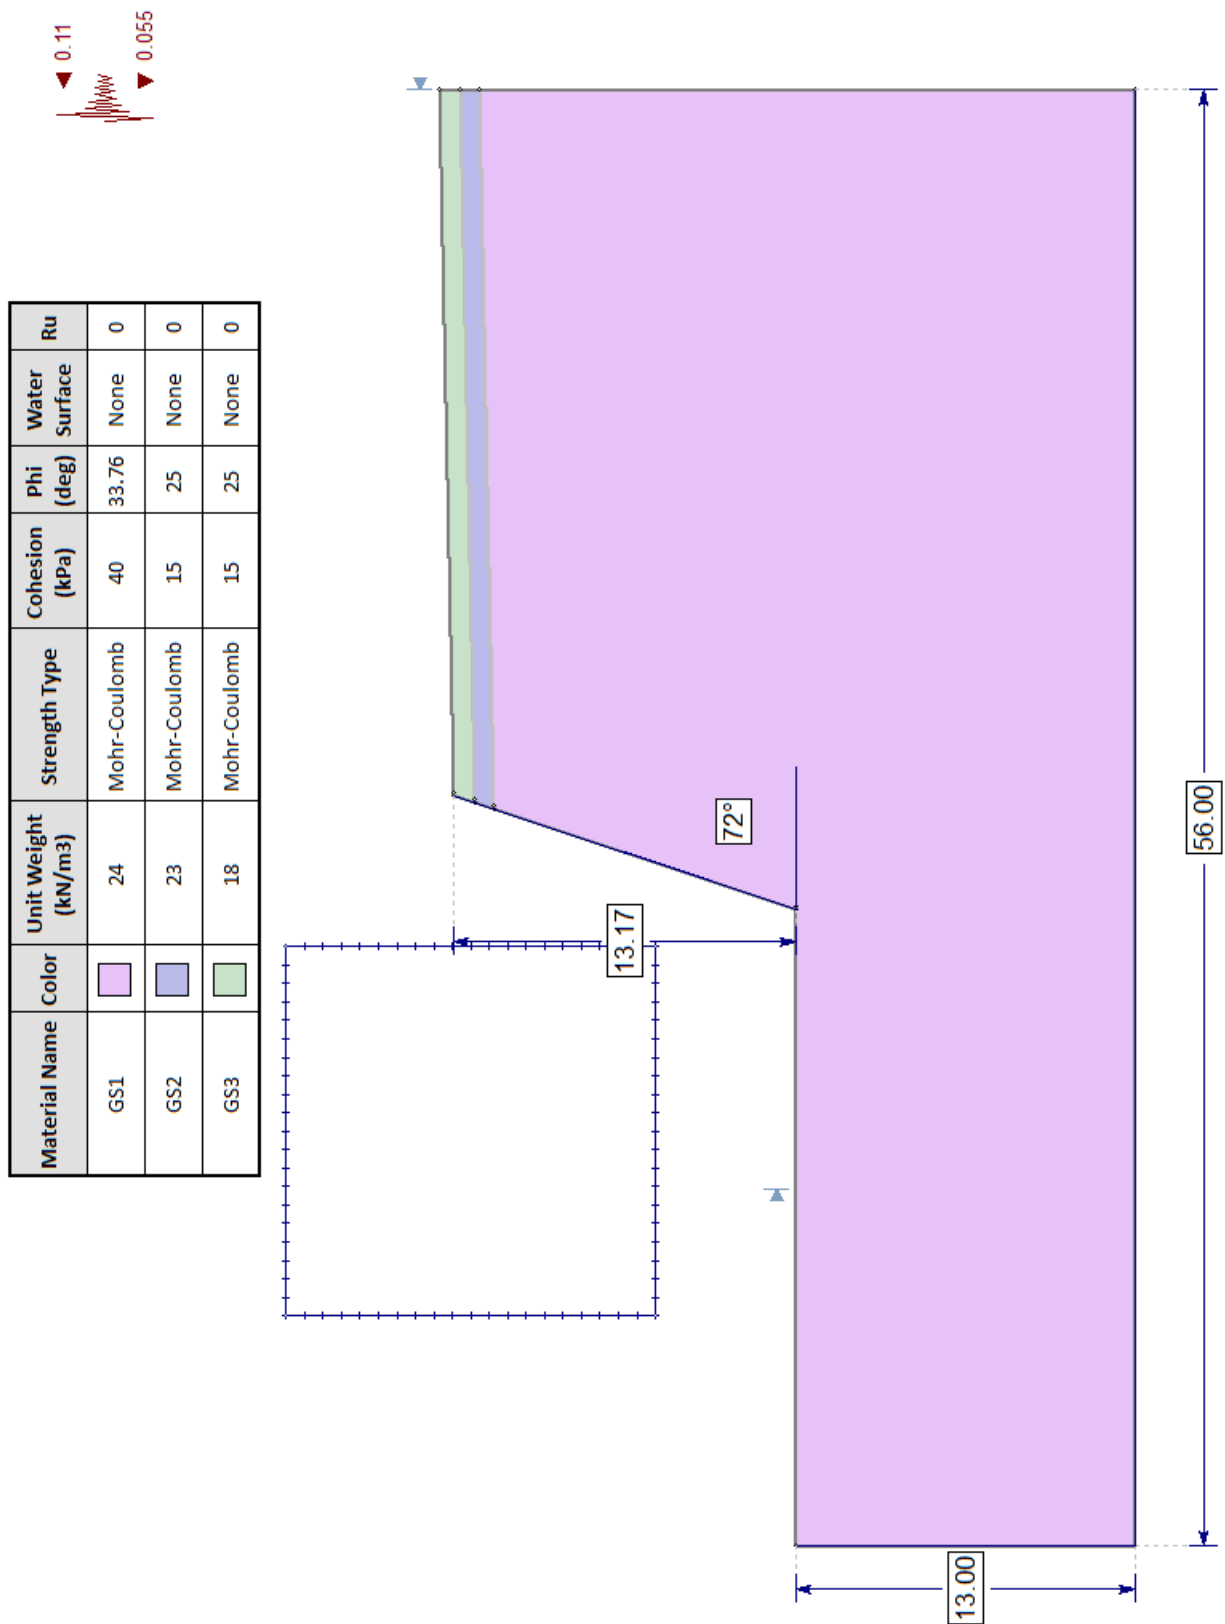 Material Name Color Unit Weight (kN/m3) Strength Type Cohesion (kPa) Phi (deg) Water Surface Ru
GS1 24 Mohr-Coulomb 40 33.76 None 0
GS2 23 Mohr-Coulomb 15 25 None 0
GS3 18 Mohr-Coulomb 15 25 None 0
0.11
0.055
13.17
72°
13.00
56.00